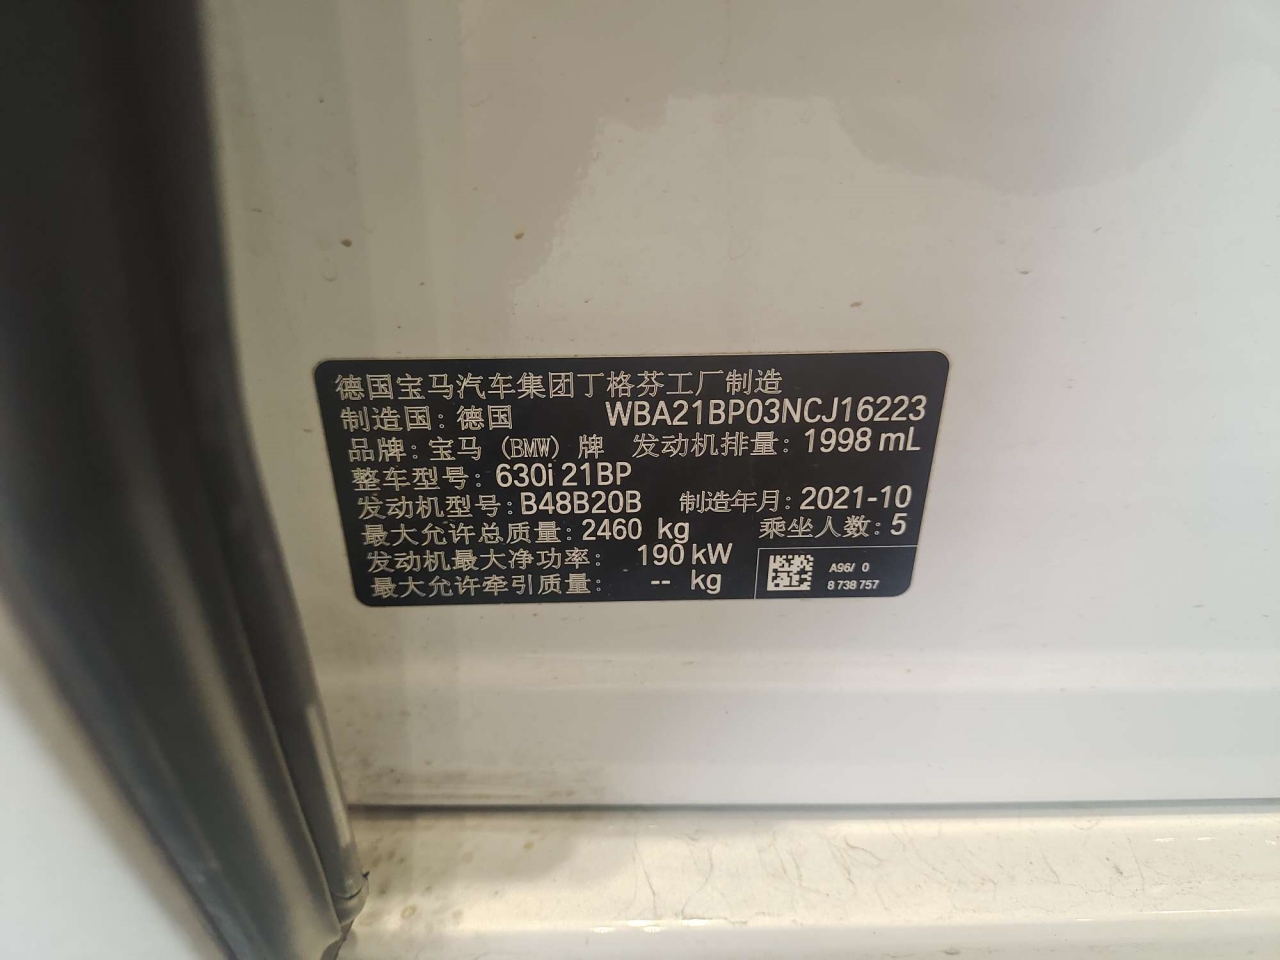 德国宝马汽车集团丁格芬工厂制造
制造国: 德国 WBA21BP03NCJ16223
品牌: 宝马 (BMW) 牌 发动机排量: 1998 mL
整车型号: 630i 21BP
发动机型号: B48B20B 制造年月: 2021-10
最大允许总质量: 2460 kg 乘坐人数: 5
发动机最大净功率: 190 kW
最大允许牵引质量: -- kg
A96/ 0
8 738 757